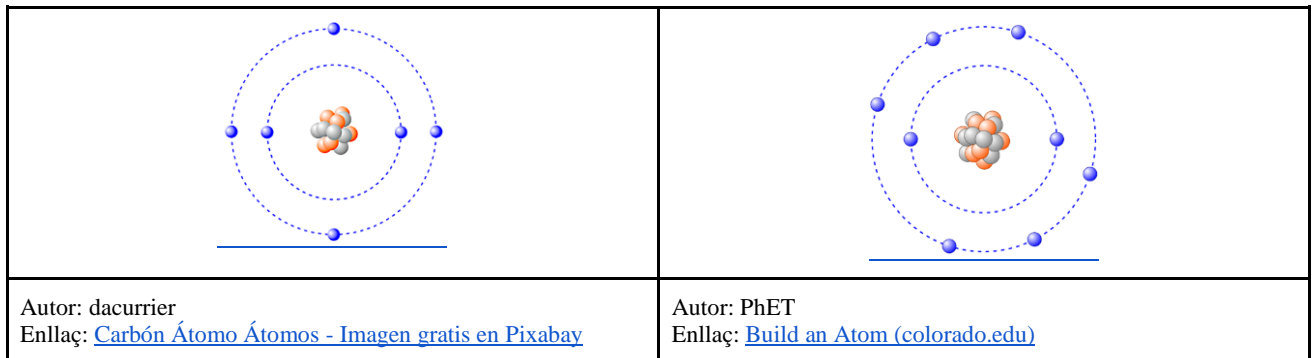 Autor: dacurrier
Enllaç: Carbón Átomo Átomos - Imagen gratis en Pixabay
Autor: PhET
Enllaç: Build an Atom (colorado.edu)